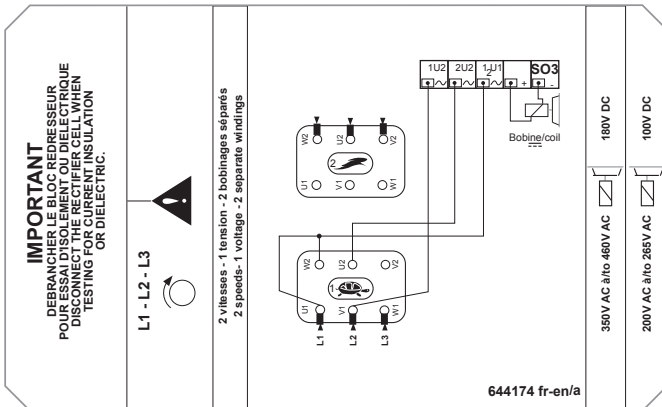 IMPORTANT
DEBRANCHER LE BLOC REDRESSEUR
POUR ESSAI D'ISOLEMENT OU DIELECTRIQUE
DISCONNECT THE RECTIFIER CELL WHEN
TESTING FOR CURRENT INSULATION
OR DIELECTRIC.
L1 - L2 - L3
!
2 vitesses - 1 tension - 2 bobinages séparés
2 speeds- 1 voltage - 2 separate windings
1U2 2U2 1-U1 SO3
2
+ -
Bobine/coil
W2 U2 V2
2
U1 V1 W1
W2 U2 V2
1
U1 V1 W1
L1 L2 L3
644174 fr-en/a
350V AC à/to 460V AC 180V DC
200V AC à/to 265V AC 100V DC